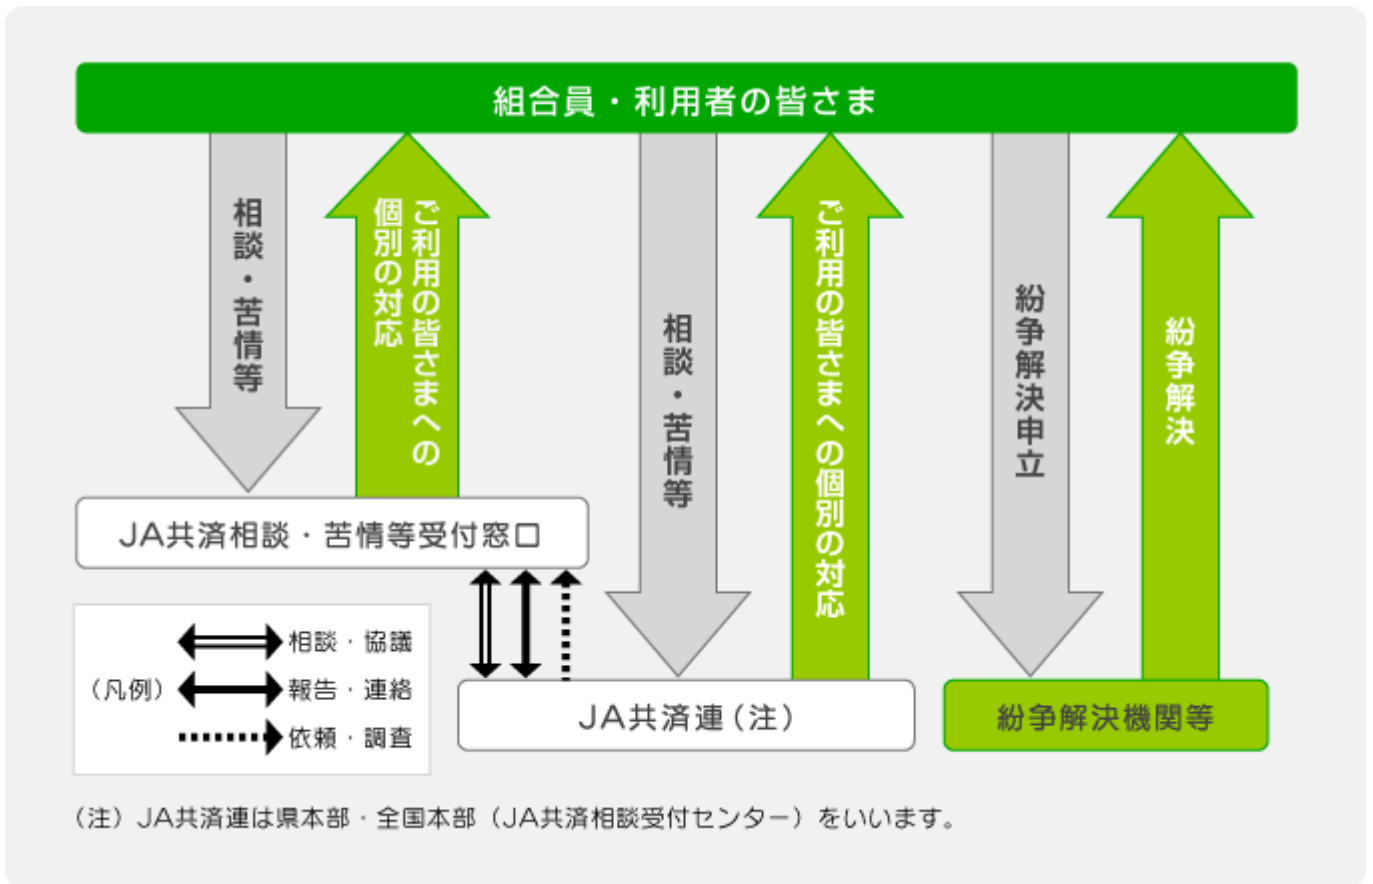 組合員・利用者の皆さま
相談・苦情等
ご利用の皆さまへの
個別の対応
相談・苦情等
ご利用の皆さまへの個別の対応
紛争解決申立
紛争解決
JA共済相談・苦情等受付窓口
(凡例)
相談・協議
報告・連絡
依頼・調査
JA共済連(注)
紛争解決機関等
(注)JA共済連は県本部・全国本部(JA共済相談受付センター)をいいます。